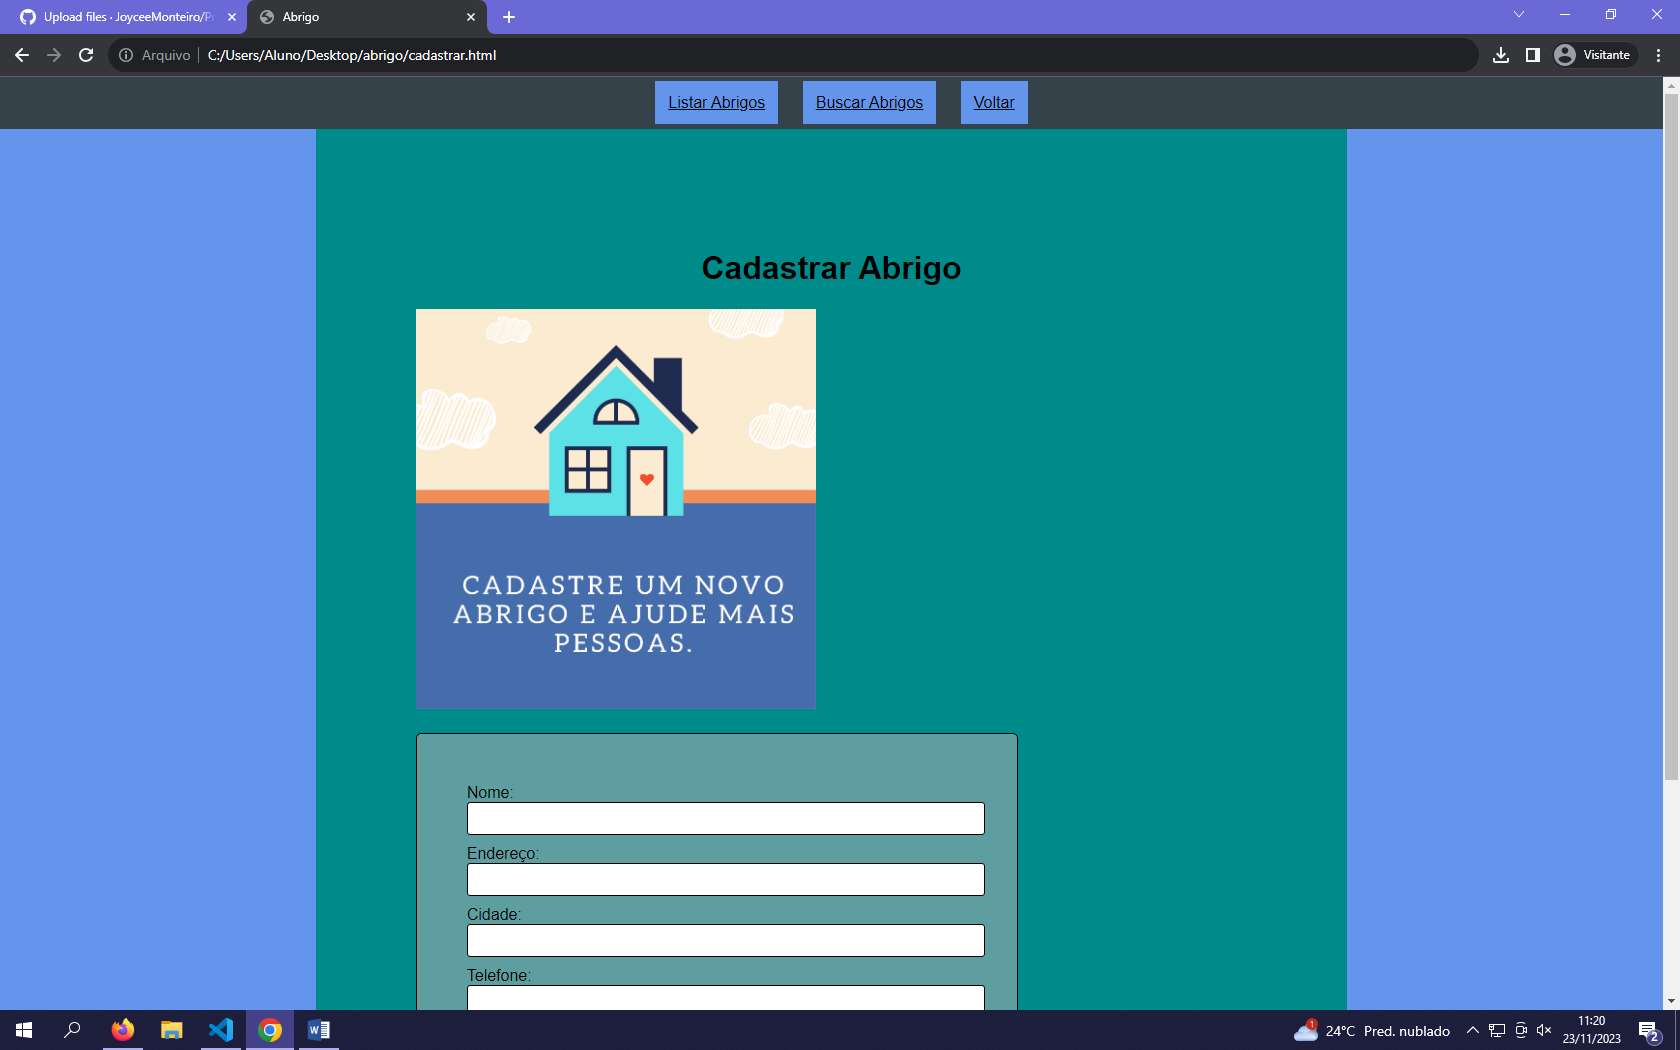 Upload files · JoyceeMonteiro/P
Abrigo
Arquivo
C:/Users/Aluno/Desktop/abrigo/cadastrar.html
Visitante
Listar Abrigos
Buscar Abrigos
Voltar
Cadastrar Abrigo
CADASTRE UM NOVO
ABRIGO E AJUDE MAIS
PESSOAS.
Nome:
Endereço:
Cidade:
Telefone:
1
24°C Pred. nublado
11:20
23/11/2023
2